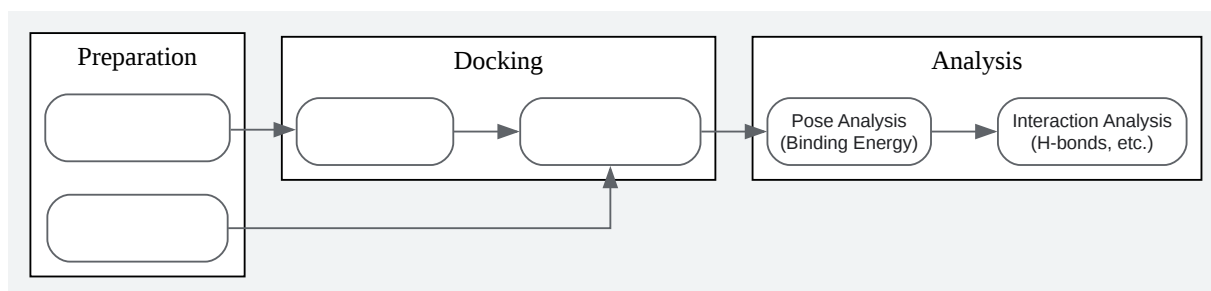 Preparation
Docking
Analysis
Pose Analysis
(Binding Energy)
Interaction Analysis
(H-bonds, etc.)